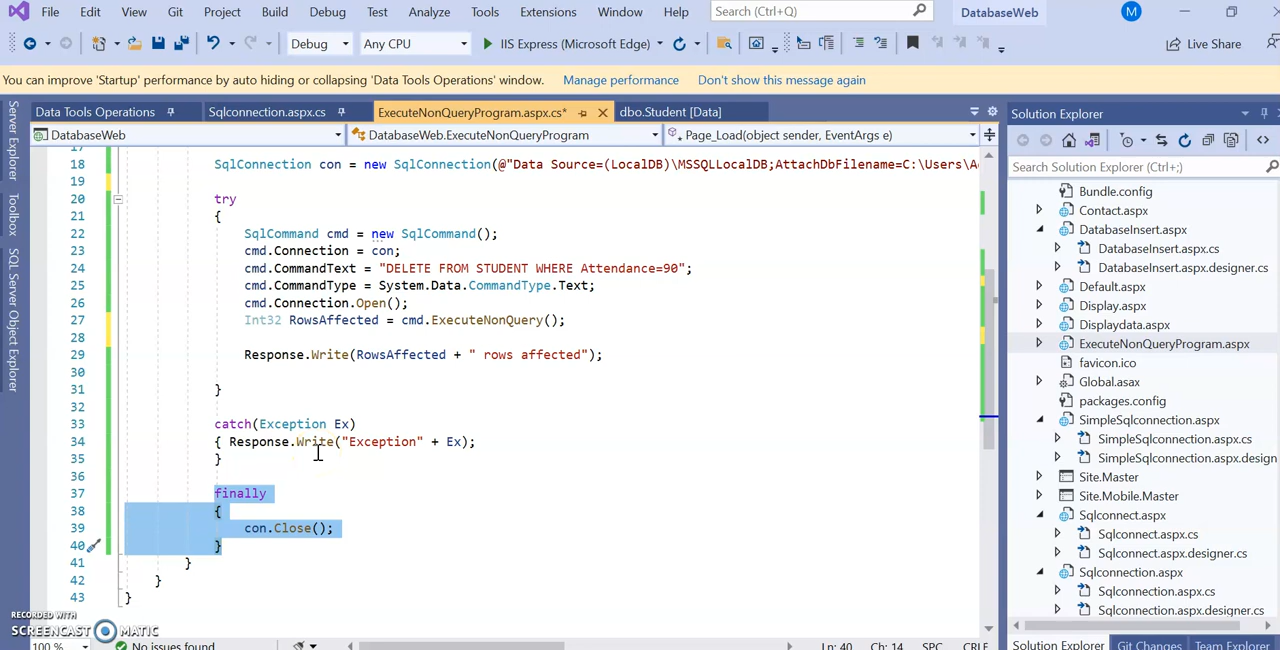 File Edit View Git Project Build Debug Test Analyze Tools Extensions Window Help Search (Ctrl+Q) DatabaseWeb M
Debug Any CPU IIS Express (Microsoft Edge) Live Share
You can improve 'Startup' performance by auto hiding or collapsing 'Data Tools Operations' window. Manage performance Don't show this message again
Data Tools Operations Sqlconnection.aspx.cs ExecuteNonQueryProgram.aspx.cs* dbo.Student [Data]
DatabaseWeb DatabaseWeb.ExecuteNonQueryProgram Page_Load(object sender, EventArgs e)
Server Explorer
Toolbox
SQL Server Object Explorer
17
18 SqlConnection con = new SqlConnection(@"Data Source=(LocalDB)\MSSQLLocalDB;AttachDbFilename=C:\Users\A
19
20 try
21 {
22 SqlCommand cmd = new SqlCommand();
23 cmd.Connection = con;
24 cmd.CommandText = "DELETE FROM STUDENT WHERE Attendance=90";
25 cmd.CommandType = System.Data.CommandType.Text;
26 cmd.Connection.Open();
27 Int32 RowsAffected = cmd.ExecuteNonQuery();
28
29 Response.Write(RowsAffected + " rows affected");
30
31 }
32
33 catch(Exception Ex)
34 { Response.Write("Exception" + Ex);
35 }
36
37 finally
38 {
39 con.Close();
40 }
41 }
42 }
43 }
RECORDED WITH
SCREENCAST MATIC
100 % No issues found Ln: 40 Ch: 14 SPC CRLF
Solution Explorer
Search Solution Explorer (Ctrl+;)
Bundle.config
Contact.aspx
DatabaseInsert.aspx
DatabaseInsert.aspx.cs
DatabaseInsert.aspx.designer.cs
Default.aspx
Display.aspx
Displaydata.aspx
ExecuteNonQueryProgram.aspx
favicon.ico
Global.asax
packages.config
SimpleSqlconnection.aspx
SimpleSqlconnection.aspx.cs
SimpleSqlconnection.aspx.design
Site.Master
Site.Mobile.Master
Sqlconnect.aspx
Sqlconnect.aspx.cs
Sqlconnect.aspx.designer.cs
Sqlconnection.aspx
Sqlconnection.aspx.cs
Sqlconnection.aspx.designer.cs
Solution Explorer Git Changes Team Explorer